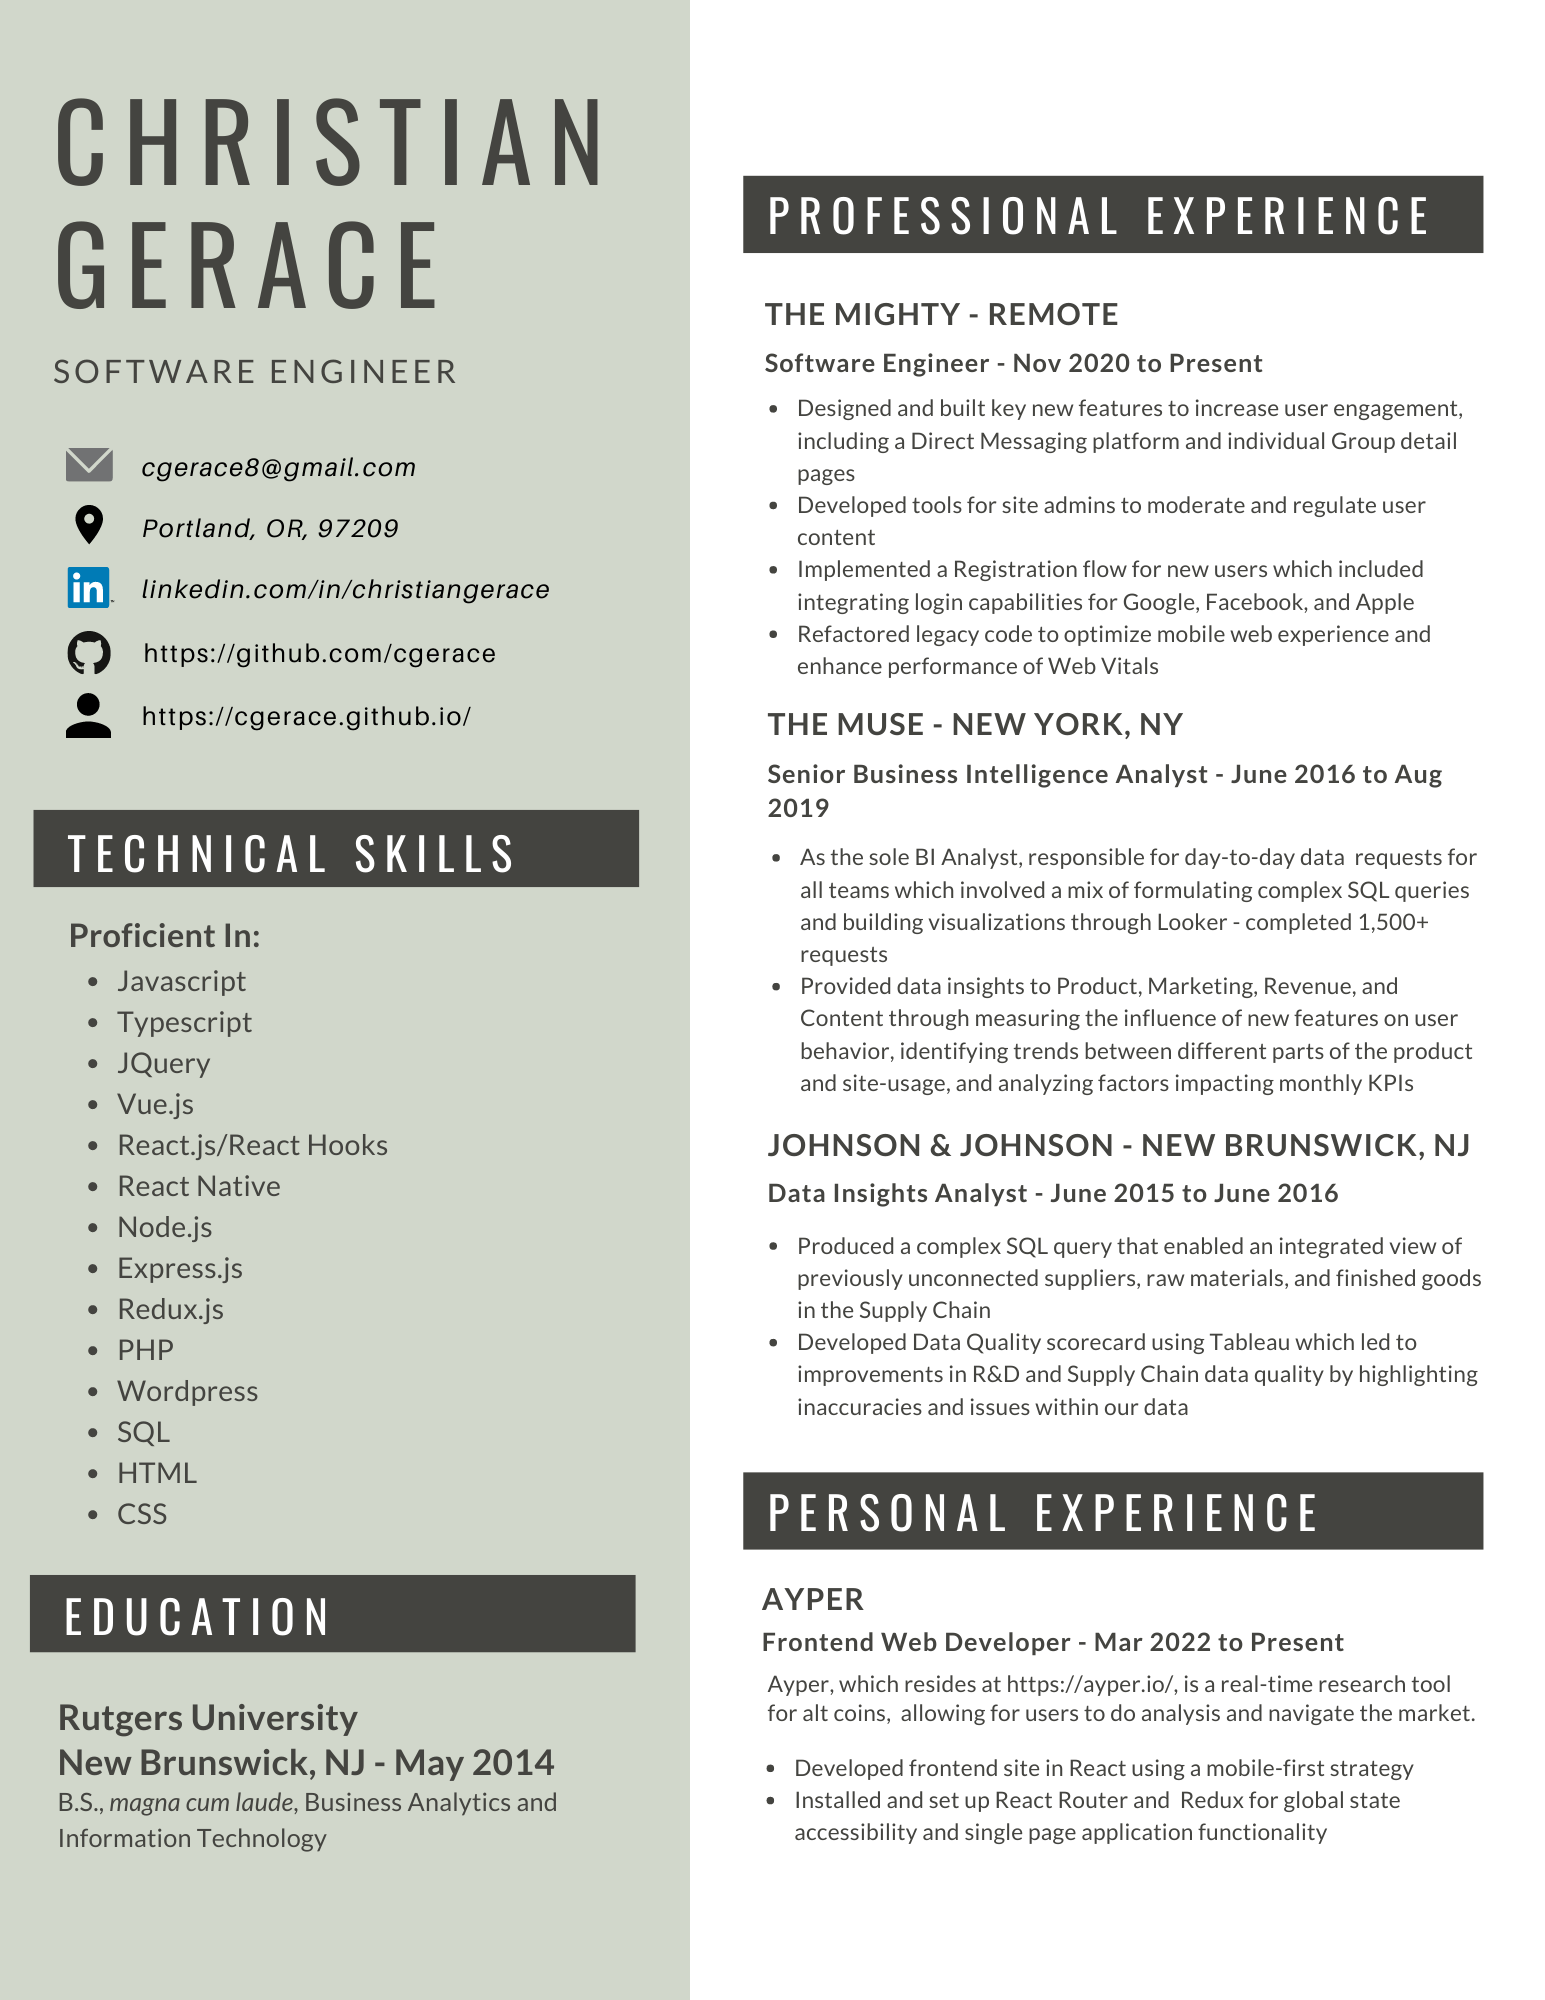 CHRISTIAN
GERACE
SOFTWARE ENGINEER
cgerace8@gmail.com
Portland, OR, 97209
in
linkedin.com/in/christiangerace
https://github.com/cgerace
https://cgerace.github.io/
TECHNICAL SKILLS
Proficient In:
• Javascript
• Typescript
• JQuery
• Vue.js
• React.js/React Hooks
• React Native
• Node.js
• Express.js
• Redux.js
• PHP
• Wordpress
• SQL
• HTML
• CSS
EDUCATION
Rutgers University
New Brunswick, NJ - May 2014
B.S., magna cum laude, Business Analytics and
Information Technology
PROFESSIONAL EXPERIENCE
THE MIGHTY - REMOTE
Software Engineer - Nov 2020 to Present
• Designed and built key new features to increase user engagement,
including a Direct Messaging platform and individual Group detail
pages
• Developed tools for site admins to moderate and regulate user
content
• Implemented a Registration flow for new users which included
integrating login capabilities for Google, Facebook, and Apple
• Refactored legacy code to optimize mobile web experience and
enhance performance of Web Vitals
THE MUSE - NEW YORK, NY
Senior Business Intelligence Analyst - June 2016 to Aug
2019
• As the sole BI Analyst, responsible for day-to-day data  requests for
all teams which involved a mix of formulating complex SQL queries
and building visualizations through Looker - completed 1,500+
requests
• Provided data insights to Product, Marketing, Revenue, and
Content through measuring the influence of new features on user
behavior, identifying trends between different parts of the product
and site-usage, and analyzing factors impacting monthly KPIs
JOHNSON & JOHNSON - NEW BRUNSWICK, NJ
Data Insights Analyst - June 2015 to June 2016
• Produced a complex SQL query that enabled an integrated view of
previously unconnected suppliers, raw materials, and finished goods
in the Supply Chain
• Developed Data Quality scorecard using Tableau which led to
improvements in R&D and Supply Chain data quality by highlighting
inaccuracies and issues within our data
PERSONAL EXPERIENCE
AYPER
Frontend Web Developer - Mar 2022 to Present
Ayper, which resides at https://ayper.io/, is a real-time research tool
for alt coins,  allowing for users to do analysis and navigate the market.
• Developed frontend site in React using a mobile-first strategy
• Installed and set up React Router and  Redux for global state
accessibility and single page application functionality